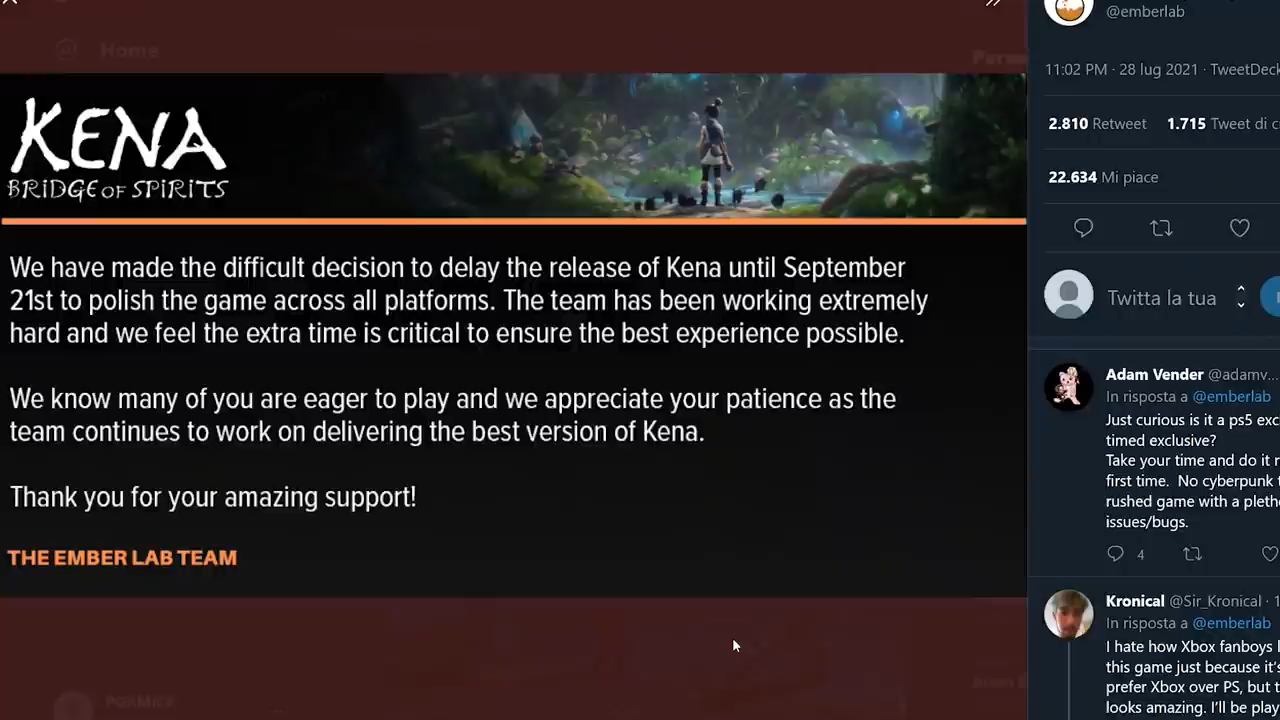 Home
KENA
BRIDGE OF SPIRITS
We have made the difficult decision to delay the release of Kena until September
21st to polish the game across all platforms. The team has been working extremely
hard and we feel the extra time is critical to ensure the best experience possible.
We know many of you are eager to play and we appreciate your patience as the
team continues to work on delivering the best version of Kena.
Thank you for your amazing support!
THE EMBER LAB TEAM
@emberlab
11:02 PM · 28 lug 2021 · TweetDeck
2.810 Retweet 1.715 Tweet di
22.634 Mi piace
Twitta la tua
Adam Vender @adamv...
In risposta a @emberlab
Just curious is it a ps5
timed exclusive?
Take your time and do it
first time. No cyberpunk
rushed game with a
issues/bugs.
4
Kronical @Sir_Kronical · 1
In risposta a @emberlab
I hate how Xbox fanboys
this game just because it's
prefer Xbox over PS, but
looks amazing. I'll be